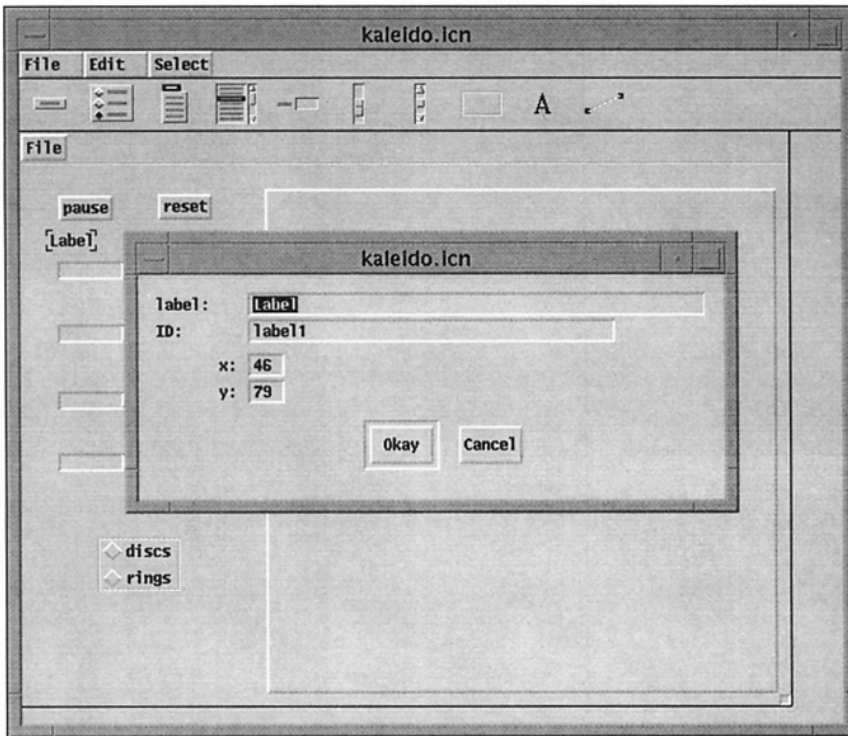 kaleido.icn
File Edit Select
A
File
pause reset
Label
kaleido.icn
label: Label
ID: label1
x: 46
y: 79
Okay Cancel
discs
rings